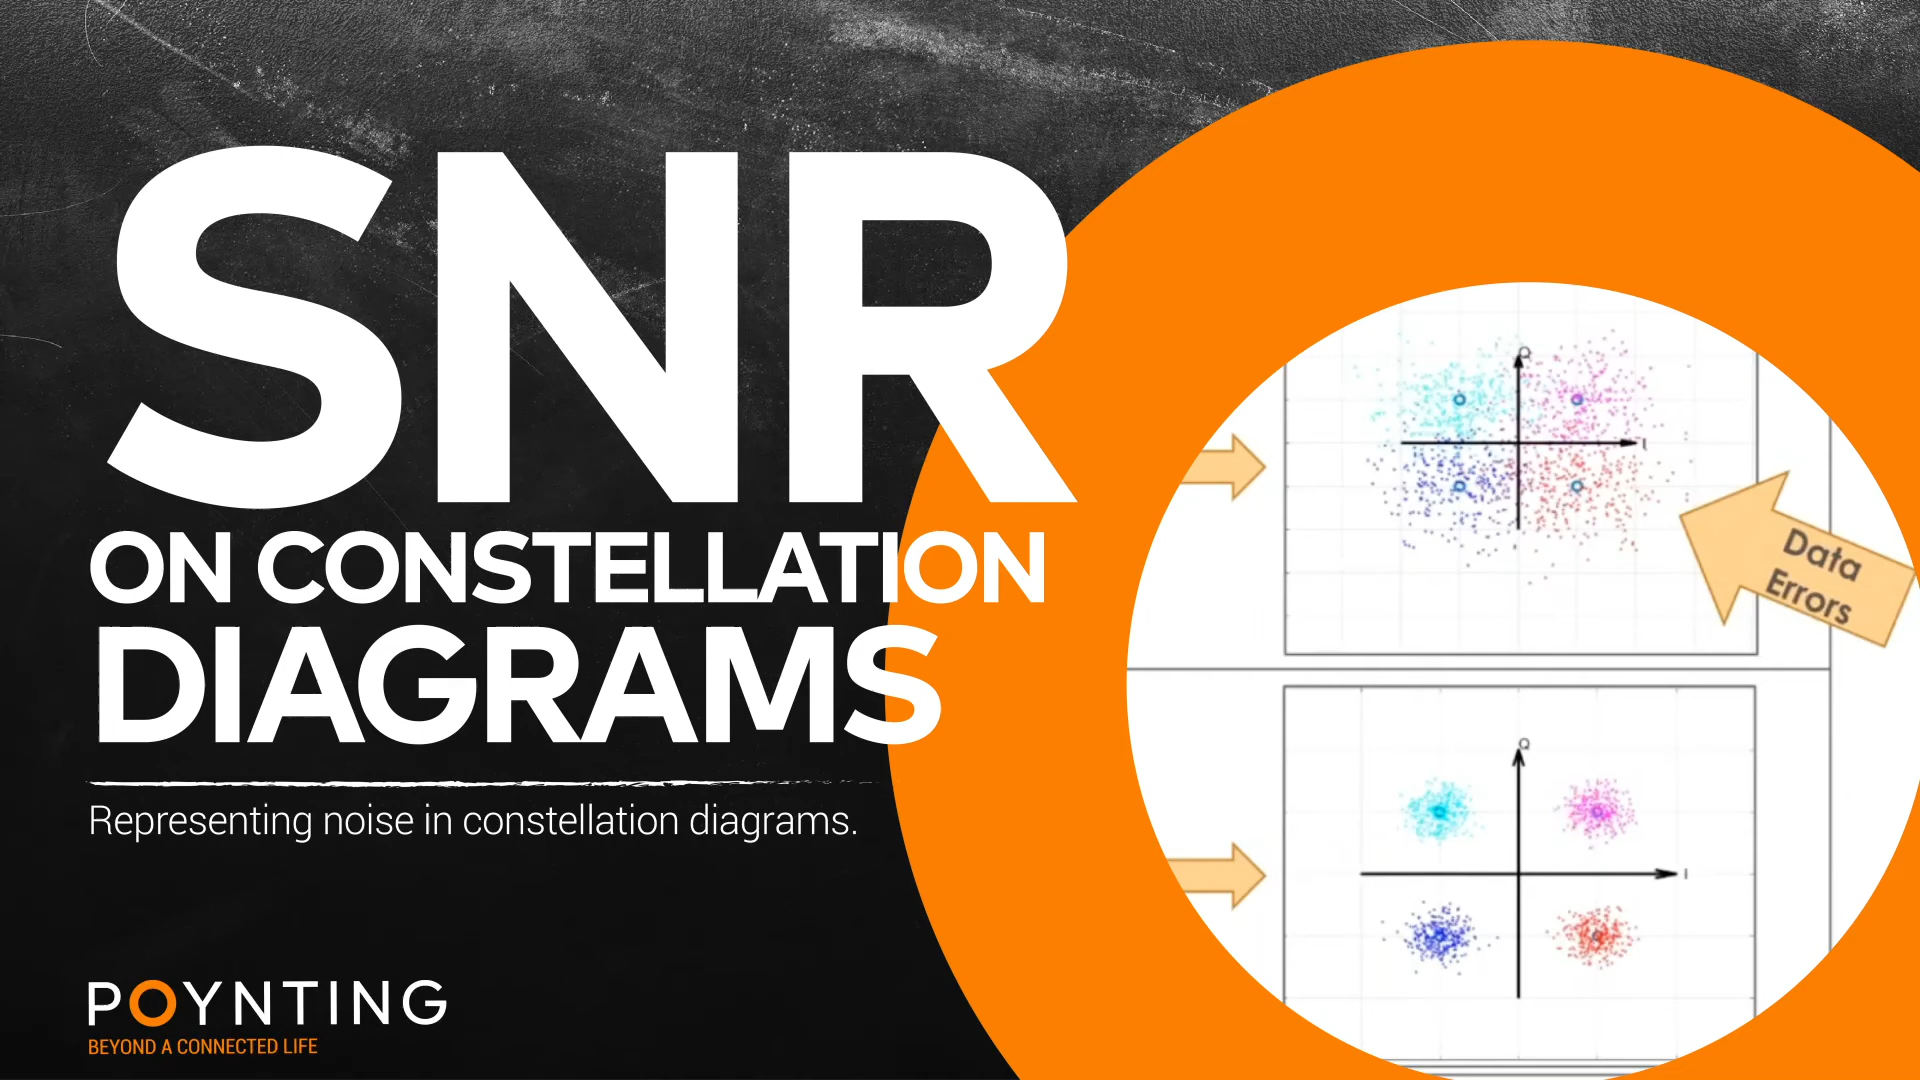 SNR
ON CONSTELLATION
DIAGRAMS
Representing noise in constellation diagrams.
POYNTING
BEYOND A CONNECTED LIFE
Q
I
Data
Errors
Q
I